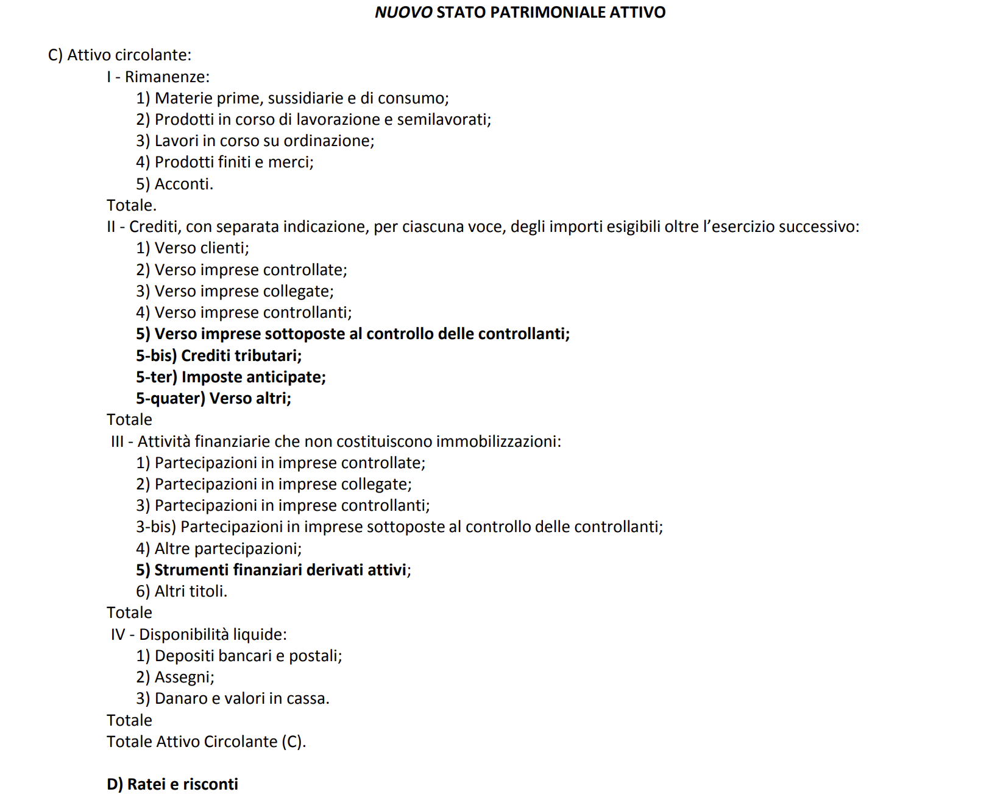 NUOVO STATO PATRIMONIALE ATTIVO
C) Attivo circolante:
I - Rimanenze:
1) Materie prime, sussidiarie e di consumo;
2) Prodotti in corso di lavorazione e semilavorati;
3) Lavori in corso su ordinazione;
4) Prodotti finiti e merci;
5) Acconti.
Totale.
II - Crediti, con separata indicazione, per ciascuna voce, degli importi esigibili oltre l’esercizio successivo:
1) Verso clienti;
2) Verso imprese controllate;
3) Verso imprese collegate;
4) Verso imprese controllanti;
5) Verso imprese sottoposte al controllo delle controllanti;
5-bis) Crediti tributari;
5-ter) Imposte anticipate;
5-quater) Verso altri;
Totale
III - Attività finanziarie che non costituiscono immobilizzazioni:
1) Partecipazioni in imprese controllate;
2) Partecipazioni in imprese collegate;
3) Partecipazioni in imprese controllanti;
3-bis) Partecipazioni in imprese sottoposte al controllo delle controllanti;
4) Altre partecipazioni;
5) Strumenti finanziari derivati attivi;
6) Altri titoli.
Totale
IV - Disponibilità liquide:
1) Depositi bancari e postali;
2) Assegni;
3) Danaro e valori in cassa.
Totale
Totale Attivo Circolante (C).
D) Ratei e risconti